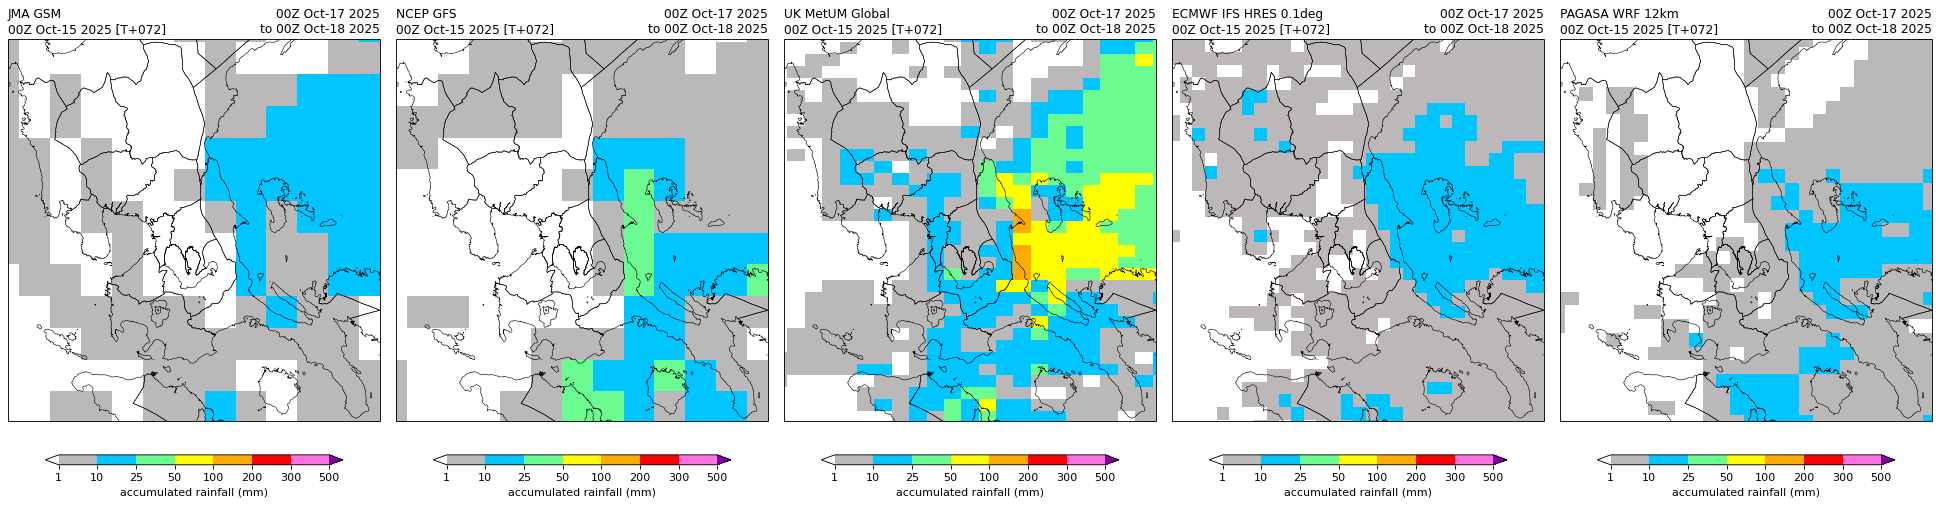 JMA GSM 00Z Oct-17 2025
00Z Oct-15 2025 [T+072] to 00Z Oct-18 2025
NCEP GFS 00Z Oct-17 2025
00Z Oct-15 2025 [T+072] to 00Z Oct-18 2025
UK MetUM Global 00Z Oct-17 2025
00Z Oct-15 2025 [T+072] to 00Z Oct-18 2025
ECMWF IFS HRES 0.1deg 00Z Oct-17 2025
00Z Oct-15 2025 [T+072] to 00Z Oct-18 2025
PAGASA WRF 12km 00Z Oct-17 2025
00Z Oct-15 2025 [T+072] to 00Z Oct-18 2025
1 10 25 50 100 200 300 500
accumulated rainfall (mm)
1 10 25 50 100 200 300 500
accumulated rainfall (mm)
1 10 25 50 100 200 300 500
accumulated rainfall (mm)
1 10 25 50 100 200 300 500
accumulated rainfall (mm)
1 10 25 50 100 200 300 500
accumulated rainfall (mm)